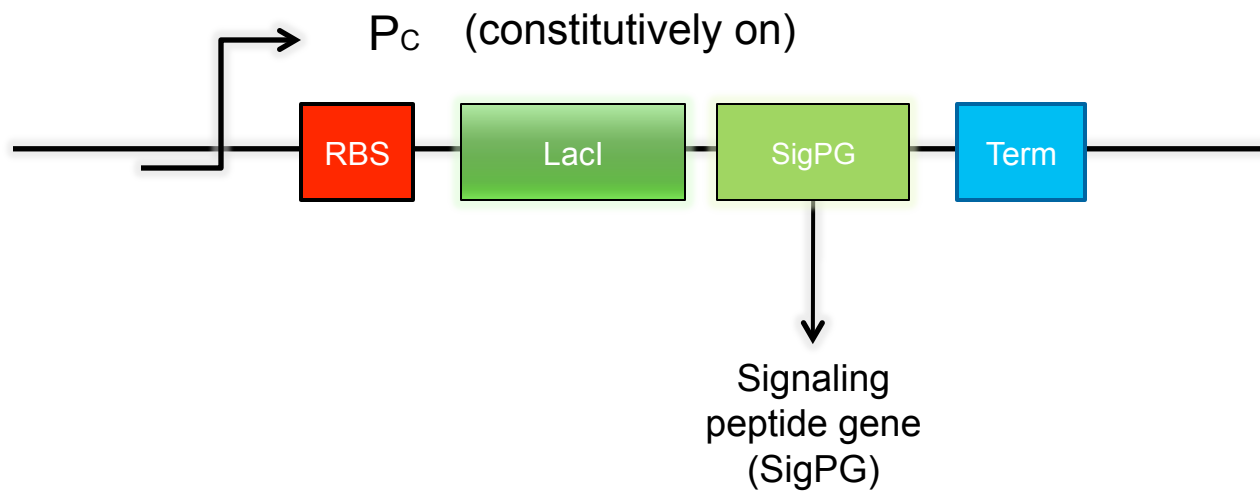 Pc (constitutively on)
RBS LacI SigPG Term
Signaling
peptide gene
(SigPG)